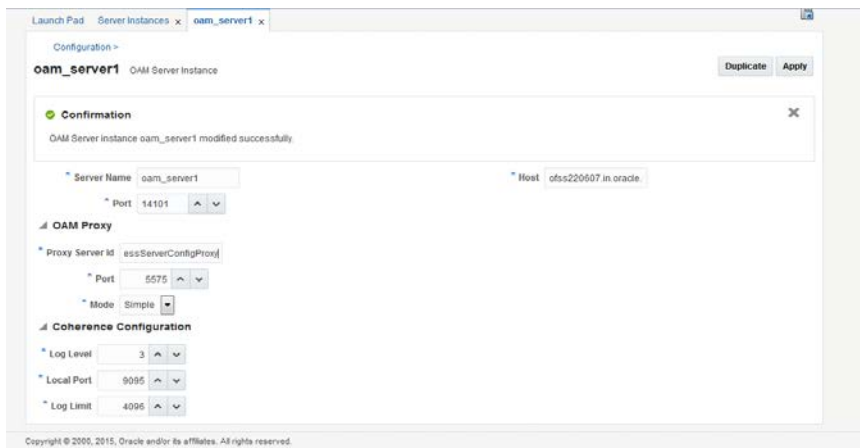 Launch Pad Server Instances x oam_server1 x
Configuration >
oam_server1 OAM Server Instance Duplicate Apply
Confirmation
OAM Server instance oam_server1 modified successfully.
* Server Name oam_server1 * Host ofss220607.in.oracle.
* Port 14101
OAM Proxy
* Proxy Server Id essServerConfigProxy
* Port 5575
* Mode Simple
Coherence Configuration
* Log Level 3
* Local Port 9095
* Log Limit 4096
Copyright © 2000, 2015, Oracle and/or its affiliates. All rights reserved.